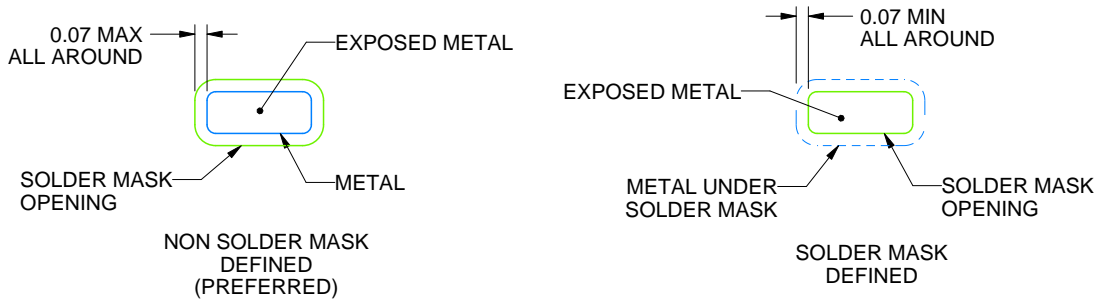 0.07 MAX
ALL AROUND
EXPOSED METAL
SOLDER MASK
OPENING
METAL
NON SOLDER MASK
DEFINED
(PREFERRED)
0.07 MIN
ALL AROUND
EXPOSED METAL
METAL UNDER
SOLDER MASK
SOLDER MASK
OPENING
SOLDER MASK
DEFINED